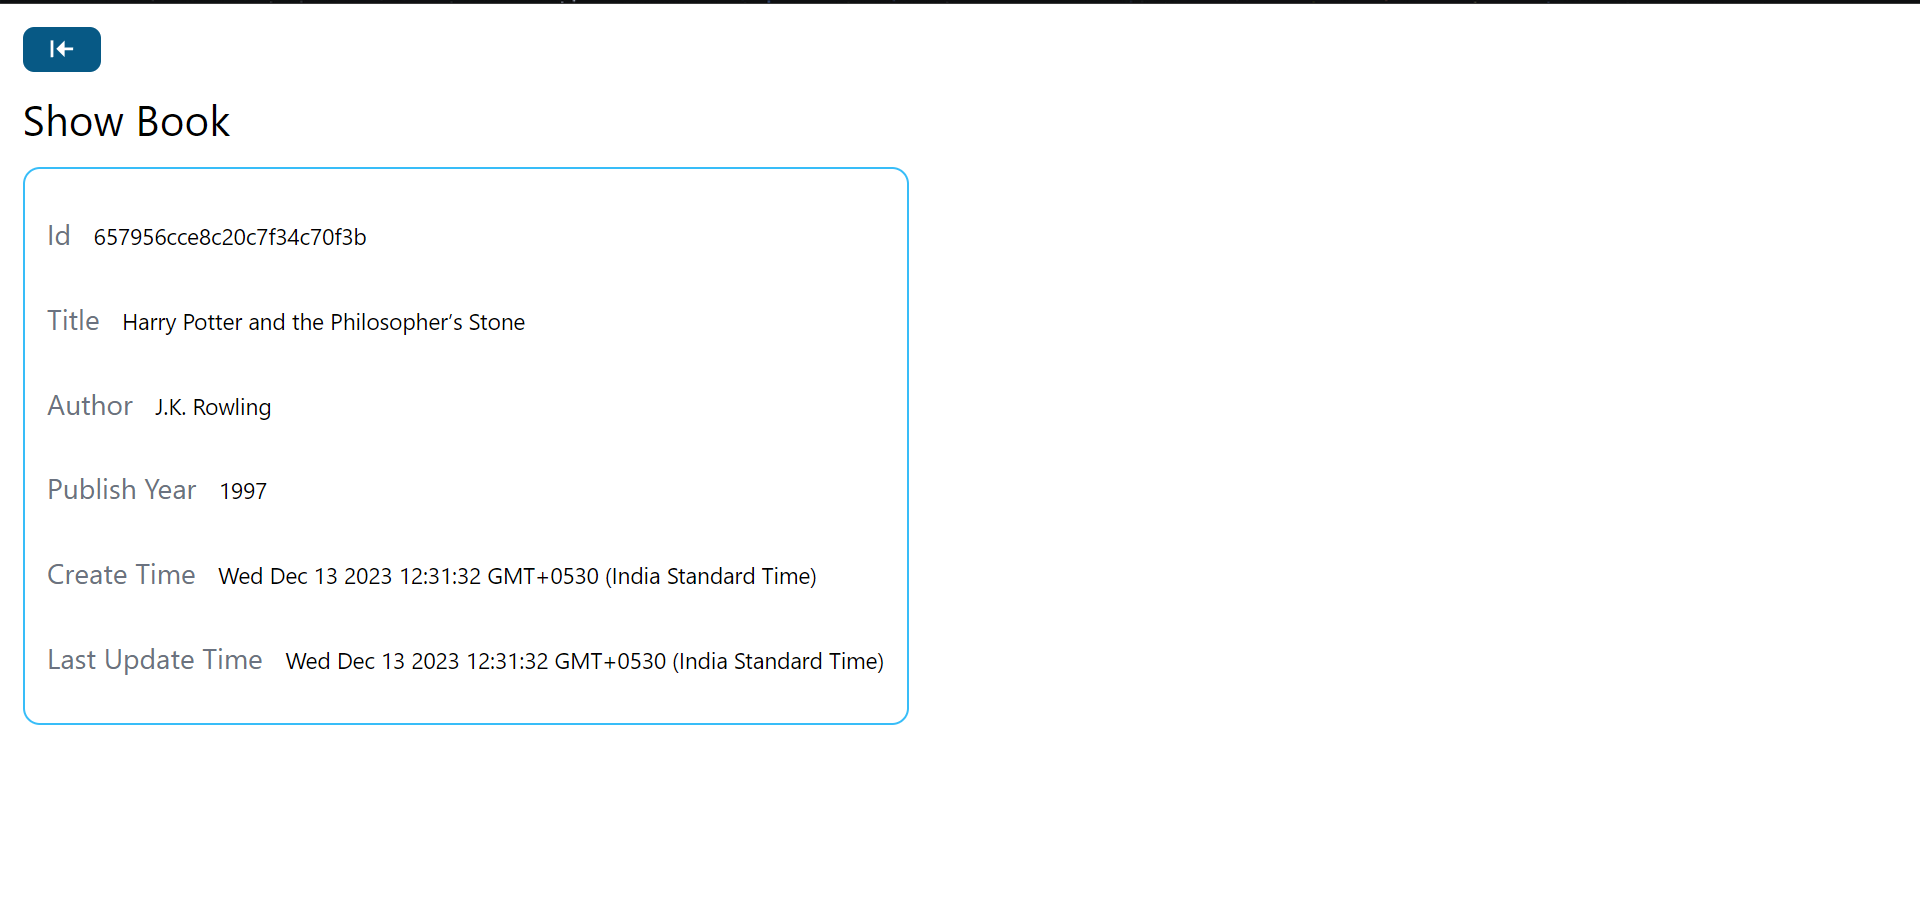 Show Book
Id 657956cce8c20c7f34c70f3b
Title Harry Potter and the Philosopher’s Stone
Author J.K. Rowling
Publish Year 1997
Create Time Wed Dec 13 2023 12:31:32 GMT+0530 (India Standard Time)
Last Update Time Wed Dec 13 2023 12:31:32 GMT+0530 (India Standard Time)